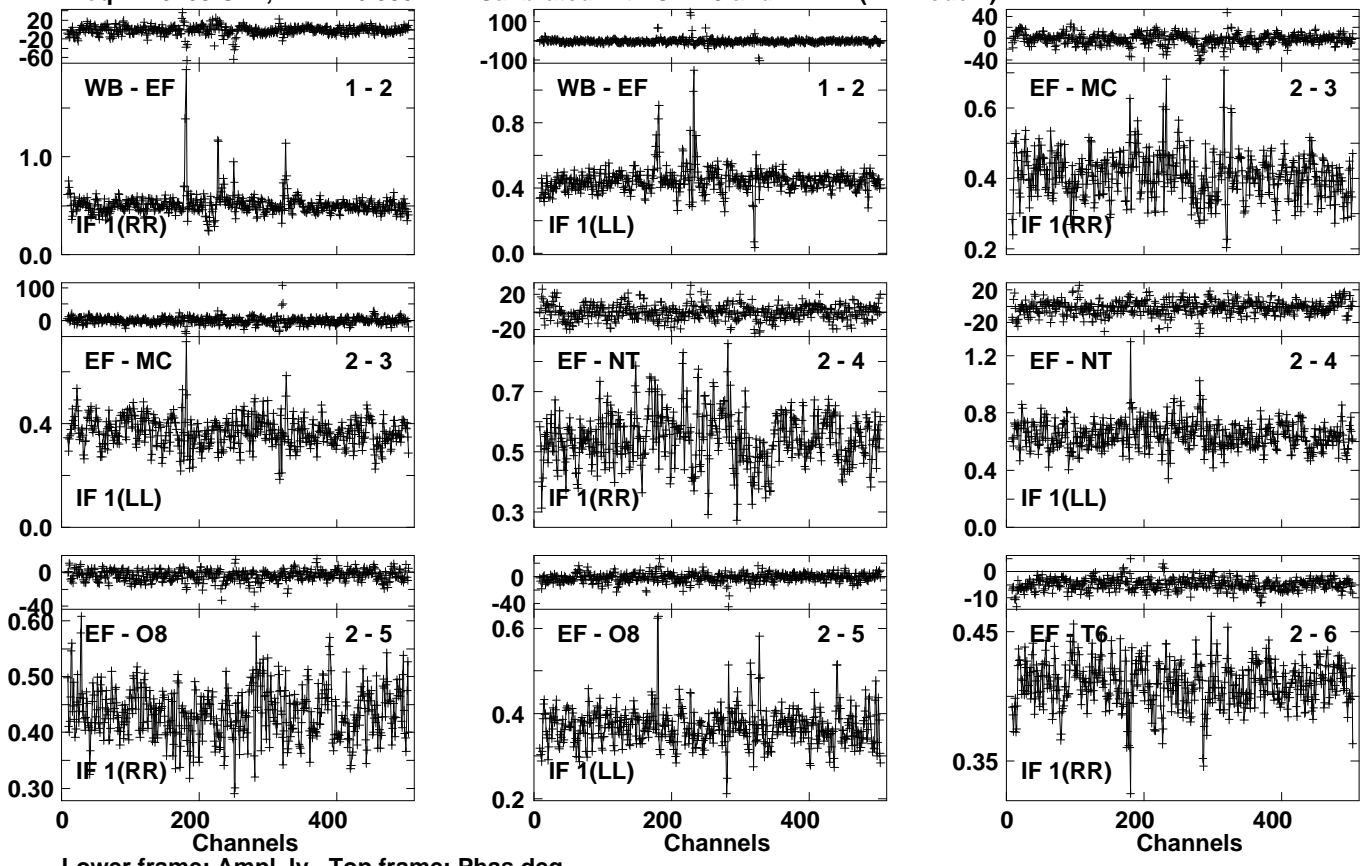 20
-20
-60
WB - EF 1 - 2
1.0
IF 1(RR)
0.0
100
-100
WB - EF 1 - 2
0.8
0.4
IF 1(LL)
0.0
40
0
-40
EF - MC 2 - 3
0.6
0.4
IF 1(RR)
0.2
100
0
EF - MC 2 - 3
0.4
IF 1(LL)
0.0
20
-20
EF - NT 2 - 4
0.7
0.5
IF 1(RR)
0.3
20
-20
EF - NT 2 - 4
1.2
0.8
0.4
IF 1(LL)
0.0
0
-40
0.60
EF - O8 2 - 5
0.50
0.40
IF 1(RR)
0.30
0 200 400
Channels
0
-40
EF - O8 2 - 5
0.6
0.4
IF 1(LL)
0.2
0 200 400
Channels
0
-10
EF - T6 2 - 6
0.45
0.35
IF 1(RR)
0 200 400
Channels
Lower frame: Ampl Jy Top frame: Phas deg